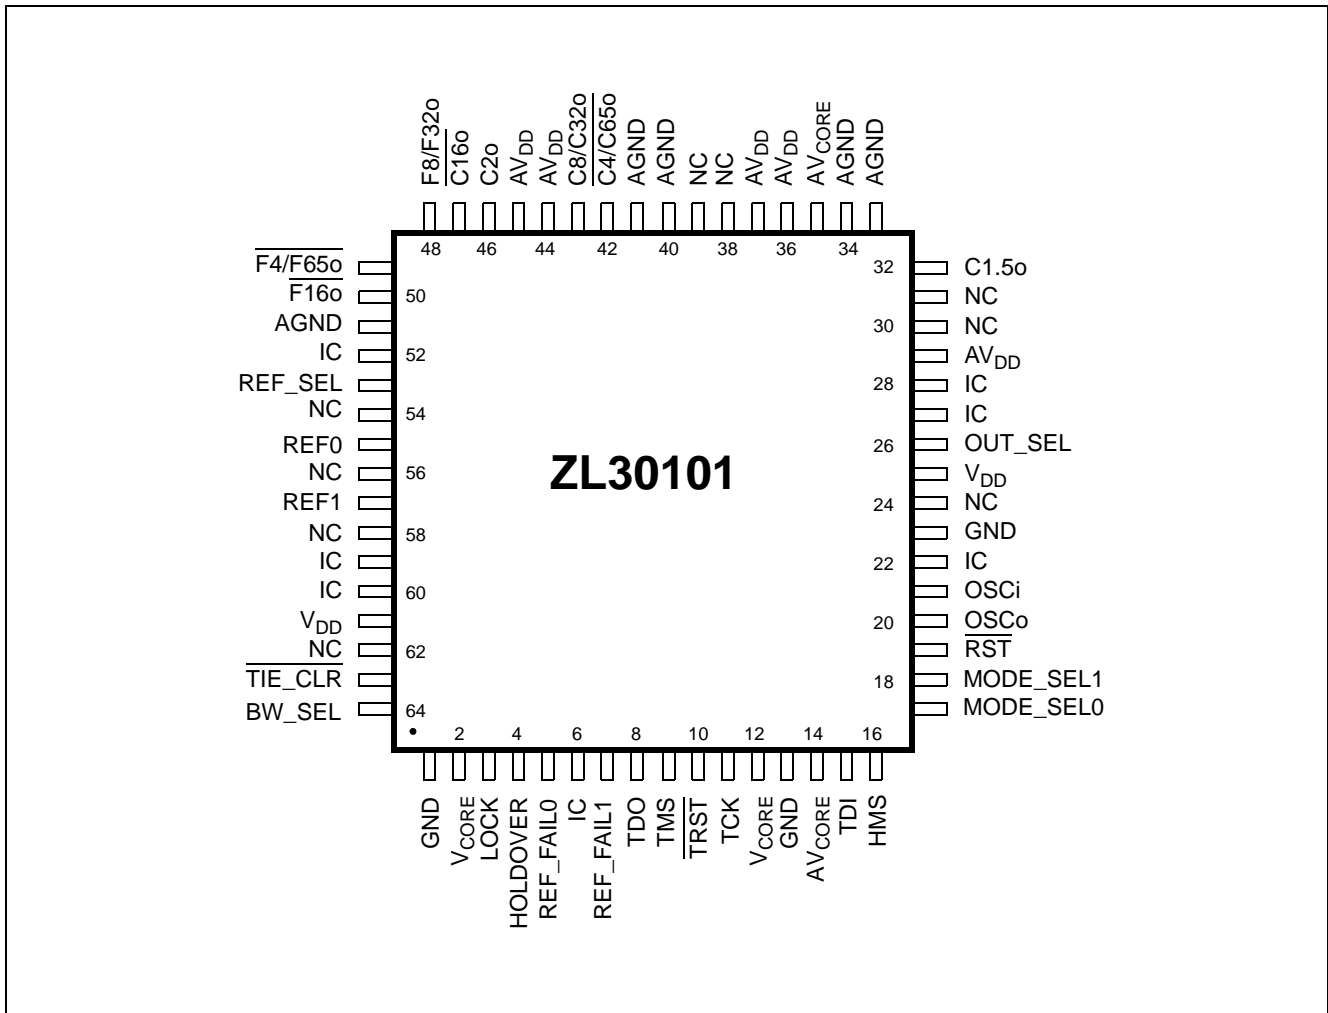 F8/F32o
C16o
C2o
AVDD
AVDD
C8/C32o
C4/C65o
AGND
AGND
NC
NC
AVDD
AVDD
AVCORE
AGND
AGND
48 46 44 42 40 38 36 34
F4/F65o
F16o 50
AGND
IC 52
REF_SEL
NC 54
REF0
NC 56
REF1
NC 58
IC
IC 60
VDD
NC 62
TIE_CLR
BW_SEL 64
ZL30101
32 C1.5o
NC
30 NC
AVDD
28 IC
IC
26 OUT_SEL
VDD
24 NC
GND
22 IC
OSCi
20 OSCo
RST
18 MODE_SEL1
MODE_SEL0
2 4 6 8 10 12 14 16
GND
VCORE
LOCK
HOLDOVER
REF_FAIL0
IC
REF_FAIL1
TDO
TMS
TRST
TCK
VCORE
GND
AVCORE
TDI
HMS